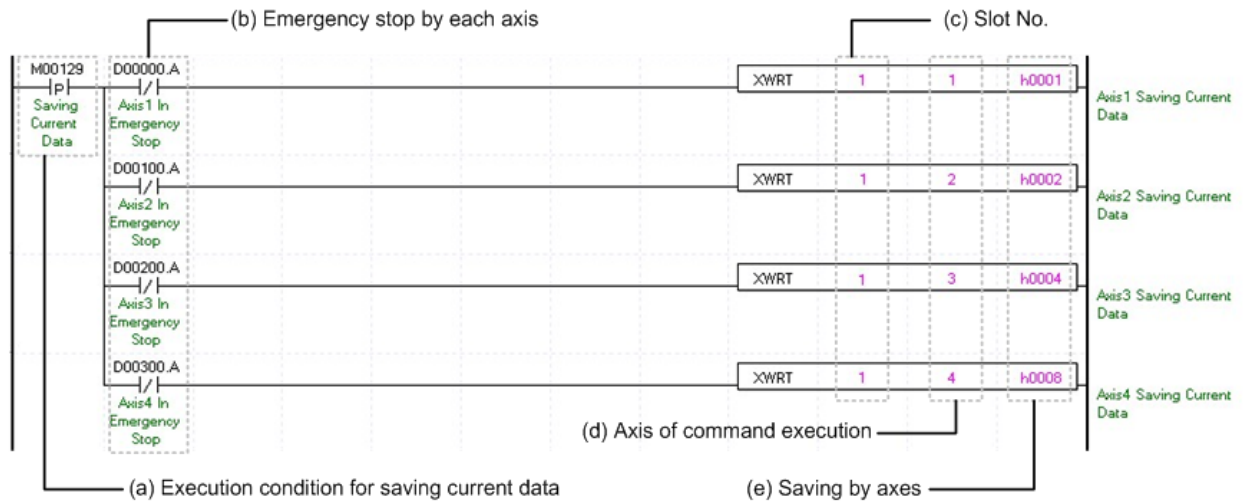 (b) Emergency stop by each axis
(c) Slot No.
M00129
D00000.A
P
XWRT 1 1 h0001
Saving
Current
Data
Axis1 In
Emergency
Stop
Axis1 Saving Current
Data
D00100.A
XWRT 1 2 h0002
Axis2 In
Emergency
Stop
Axis2 Saving Current
Data
D00200.A
XWRT 1 3 h0004
Axis3 In
Emergency
Stop
Axis3 Saving Current
Data
D00300.A
XWRT 1 4 h0008
Axis4 In
Emergency
Stop
Axis4 Saving Current
Data
(d) Axis of command execution
(a) Execution condition for saving current data
(e) Saving by axes